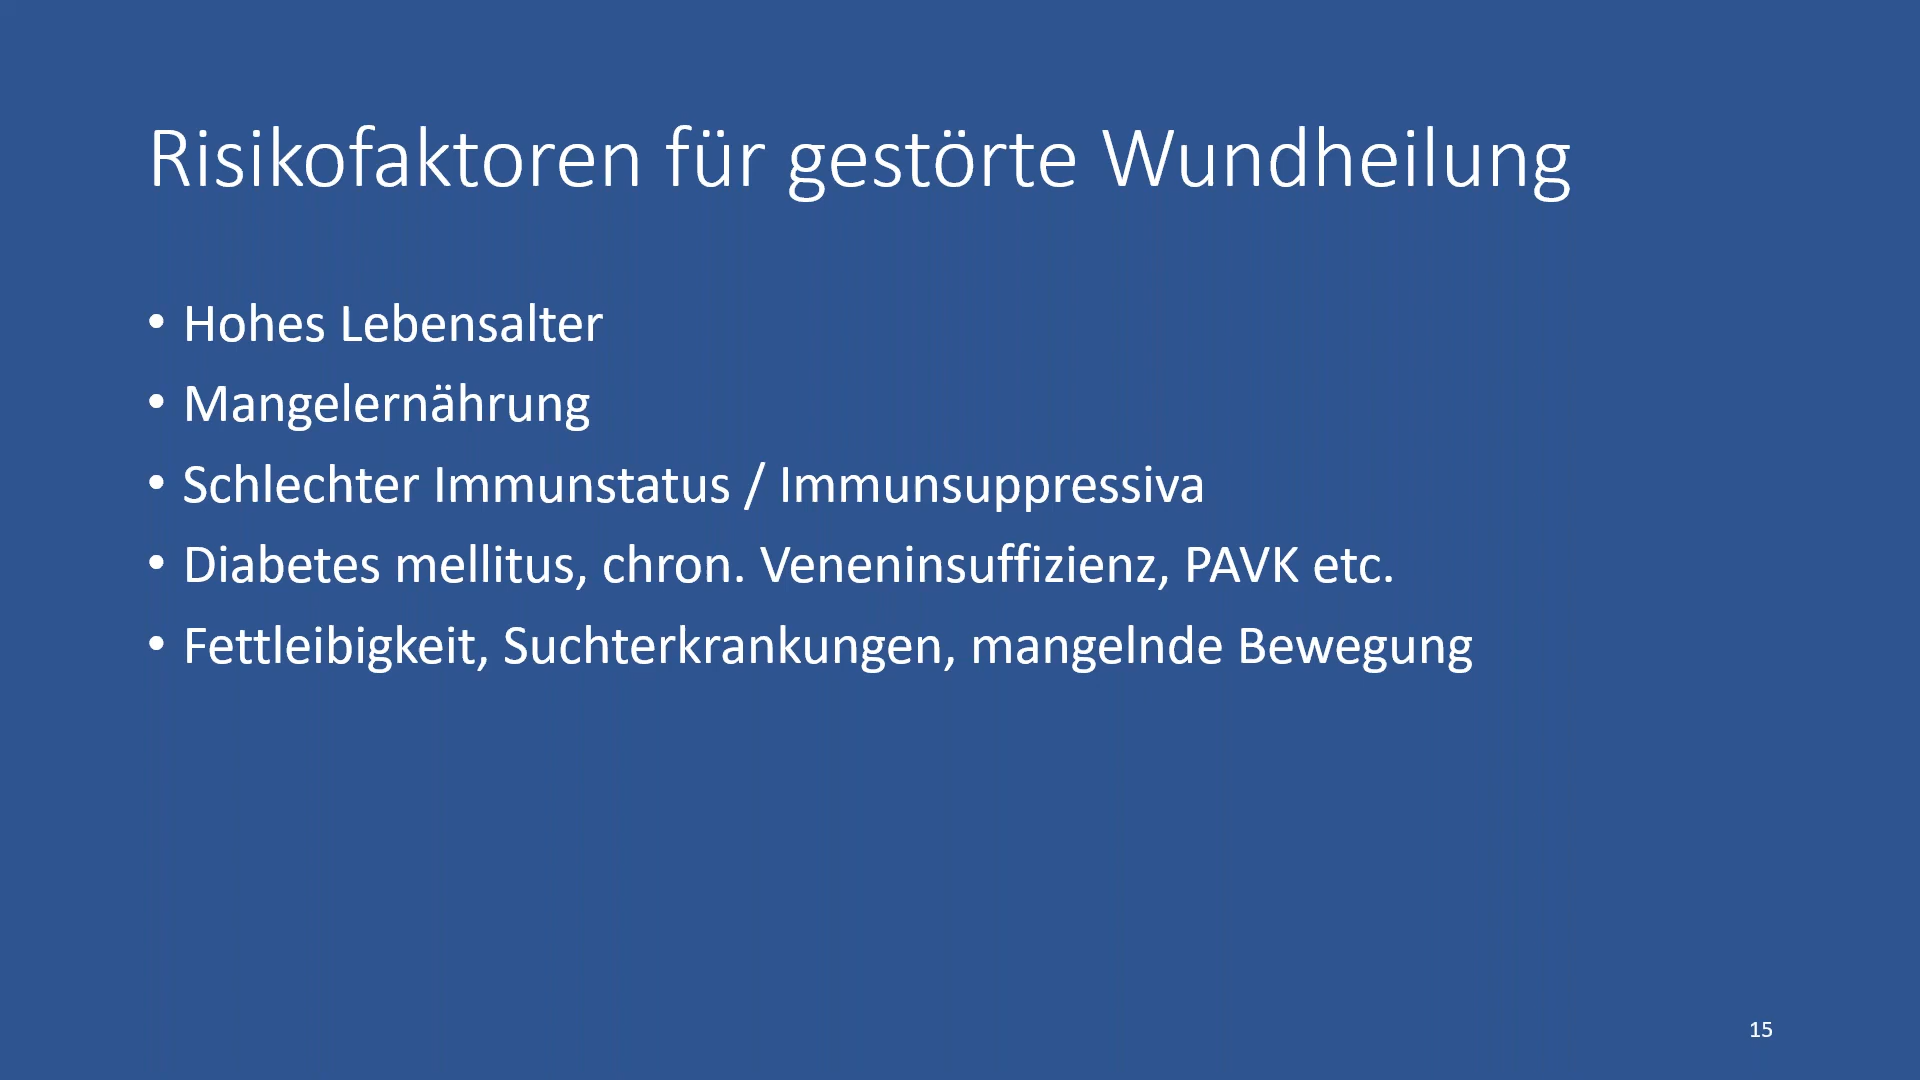 Risikofaktoren für gestörte Wundheilung
• Hohes Lebensalter
• Mangelernährung
• Schlechter Immunstatus / Immunsuppressiva
• Diabetes mellitus, chron. Veneninsuffizienz, PAVK etc.
• Fettleibigkeit, Suchterkrankungen, mangelnde Bewegung
15